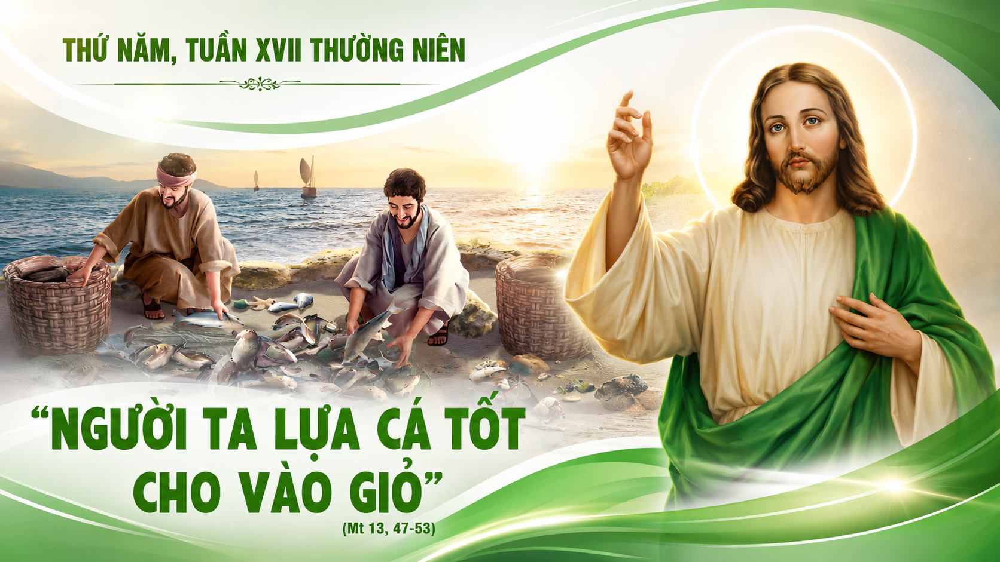 THỨ NĂM, TUẦN XVII THƯỜNG NIÊN
“NGƯỜI TA LỰA CÁ TỐT
CHO VÀO GIỎ”
(Mt 13, 47-53)